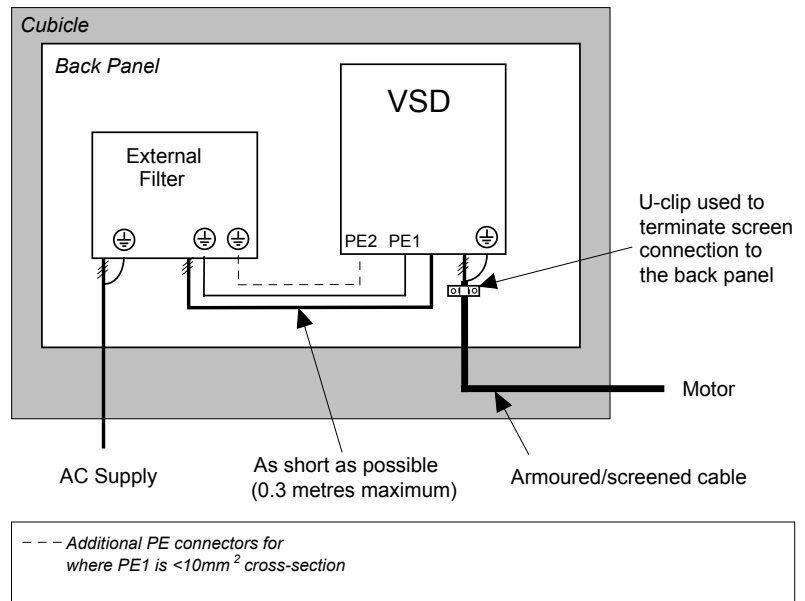 Cubicle
Back Panel
VSD
External
Filter
PE2 PE1
U-clip used to
terminate screen
connection to
the back panel
Motor
AC Supply
As short as possible
(0.3 metres maximum)
Armoured/screened cable
Additional PE connectors for
where PE1 is <10mm² cross-section